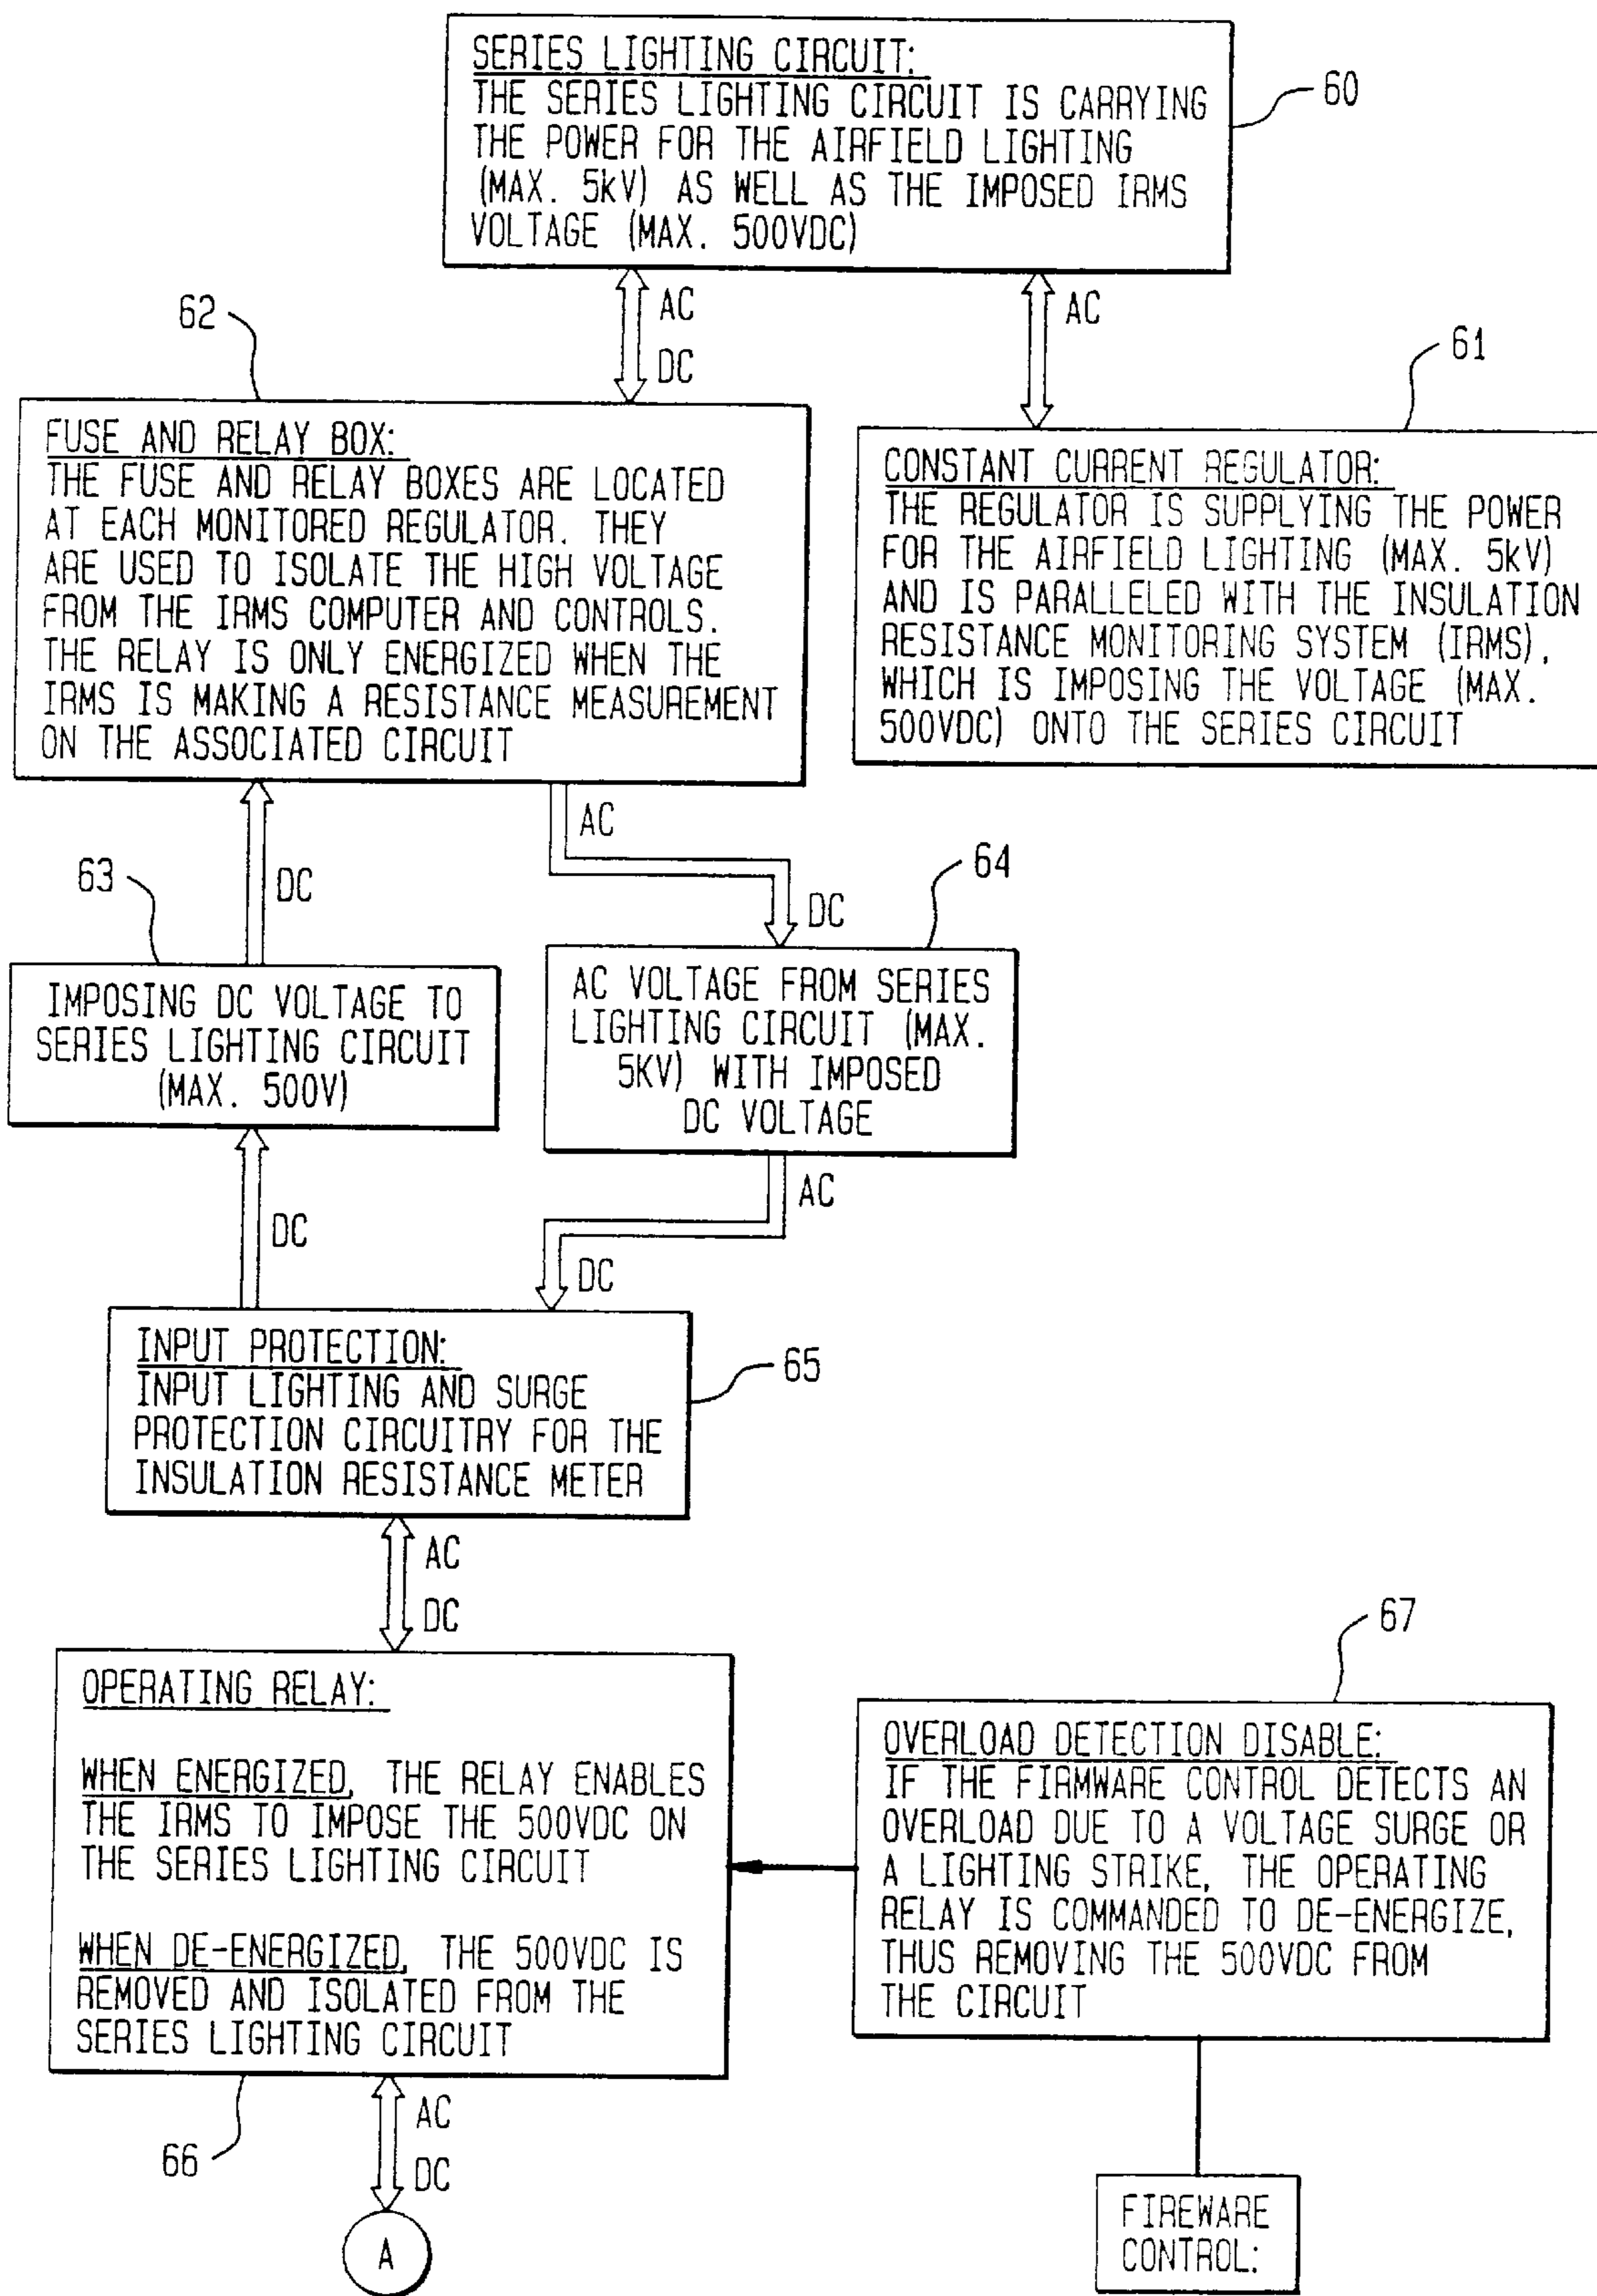 SERIES LIGHTING CIRCUIT:
THE SERIES LIGHTING CIRCUIT IS CARRYING
THE POWER FOR THE AIRFIELD LIGHTING
(MAX. 5kV) AS WELL AS THE IMPOSED IRMS
VOLTAGE (MAX. 500VDC)
60
AC
DC
AC
62
61
FUSE AND RELAY BOX:
THE FUSE AND RELAY BOXES ARE LOCATED
AT EACH MONITORED REGULATOR. THEY
ARE USED TO ISOLATE THE HIGH VOLTAGE
FROM THE IRMS COMPUTER AND CONTROLS.
THE RELAY IS ONLY ENERGIZED WHEN THE
IRMS IS MAKING A RESISTANCE MEASUREMENT
ON THE ASSOCIATED CIRCUIT
CONSTANT CURRENT REGULATOR:
THE REGULATOR IS SUPPLYING THE POWER
FOR THE AIRFIELD LIGHTING (MAX. 5kV)
AND IS PARALLELED WITH THE INSULATION
RESISTANCE MONITORING SYSTEM (IRMS),
WHICH IS IMPOSING THE VOLTAGE (MAX.
500VDC) ONTO THE SERIES CIRCUIT
63
DC
AC
DC
64
IMPOSING DC VOLTAGE TO
SERIES LIGHTING CIRCUIT
(MAX. 500V)
AC VOLTAGE FROM SERIES
LIGHTING CIRCUIT (MAX.
5KV) WITH IMPOSED
DC VOLTAGE
DC
AC
DC
INPUT PROTECTION:
INPUT LIGHTING AND SURGE
PROTECTION CIRCUITRY FOR THE
INSULATION RESISTANCE METER
65
AC
DC
67
OPERATING RELAY:
WHEN ENERGIZED, THE RELAY ENABLES
THE IRMS TO IMPOSE THE 500VDC ON
THE SERIES LIGHTING CIRCUIT
WHEN DE-ENERGIZED, THE 500VDC IS
REMOVED AND ISOLATED FROM THE
SERIES LIGHTING CIRCUIT
OVERLOAD DETECTION DISABLE:
IF THE FIRMWARE CONTROL DETECTS AN
OVERLOAD DUE TO A VOLTAGE SURGE OR
A LIGHTING STRIKE, THE OPERATING
RELAY IS COMMANDED TO DE-ENERGIZE,
THUS REMOVING THE 500VDC FROM
THE CIRCUIT
66
AC
DC
A
FIREWARE
CONTROL: